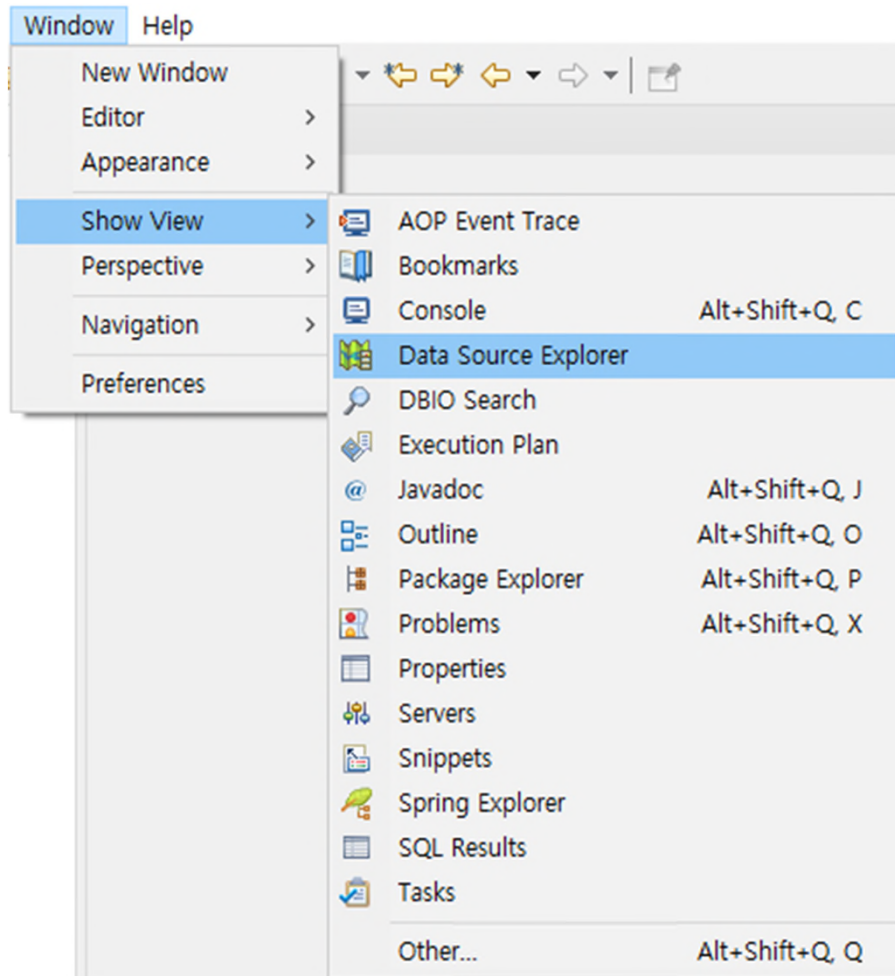 Window Help
New Window
Editor
Appearance
Show View
Perspective
Navigation
Preferences
AOP Event Trace
Bookmarks
Console Alt+Shift+Q, C
Data Source Explorer
DBIO Search
Execution Plan
Javadoc Alt+Shift+Q, J
Outline Alt+Shift+Q, O
Package Explorer Alt+Shift+Q, P
Problems Alt+Shift+Q, X
Properties
Servers
Snippets
Spring Explorer
SQL Results
Tasks
Other... Alt+Shift+Q, Q